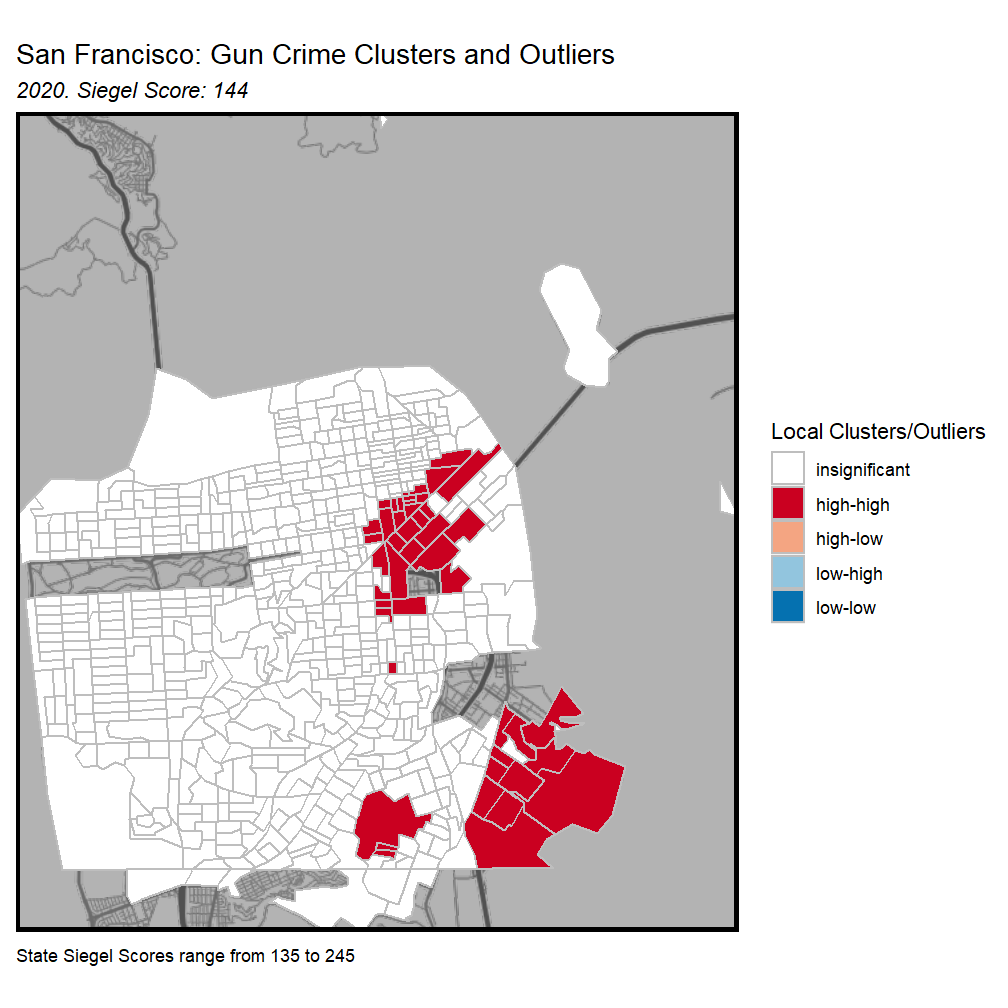 San Francisco: Gun Crime Clusters and Outliers
2020. Siegel Score: 144
Local Clusters/Outliers
insignificant
high-high
high-low
low-high
low-low
State Siegel Scores range from 135 to 245